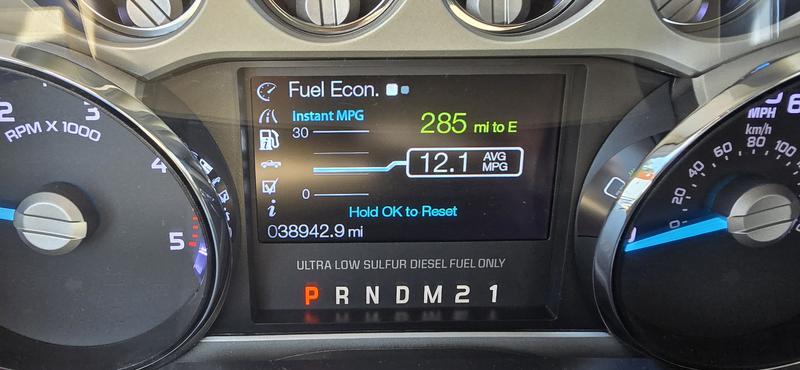 Fuel Econ.
Instant MPG
30
285 mi to E
12.1 AVG MPG
0
Hold OK to Reset
038942.9 mi
ULTRA LOW SULFUR DIESEL FUEL ONLY
P R N D M 2 1
2
3
4
5
RPM X 1000
MPH
km/h
0
20
40
60
80
100